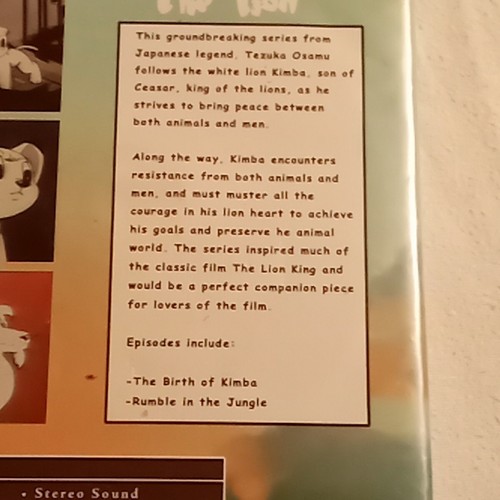 This groundbreaking series from
Japanese legend, Tezuka Osamu
follows the white lion Kimba, son of
Ceasar, king of the lions, as he
strives to bring peace between
both animals and men.
Along the way, Kimba encounters
resistance from both animals and
men, and must muster all the
courage in his lion heart to achieve
his goals and preserve he animal
world. The series inspired much of
the classic film The Lion King and
would be a perfect companion piece
for lovers of the film.
Episodes include:
-The Birth of Kimba
-Rumble in the Jungle
• Stereo Sound